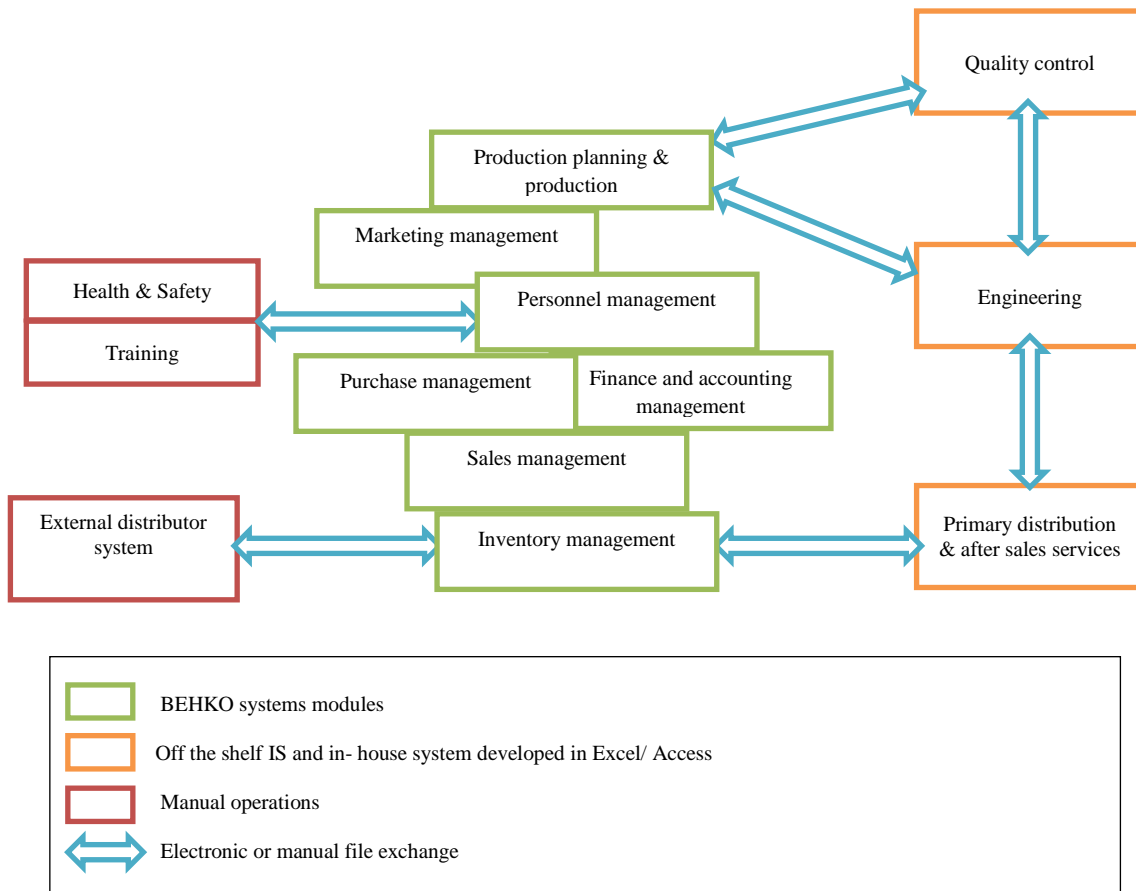 Quality control
Production planning &
production
Marketing management
Health & Safety
Personnel management
Engineering
Training
Purchase management
Finance and accounting
management
Sales management
External distributor
system
Inventory management
Primary distribution
& after sales services
BEHKO systems modules
Off the shelf IS and in- house system developed in Excel/ Access
Manual operations
Electronic or manual file exchange